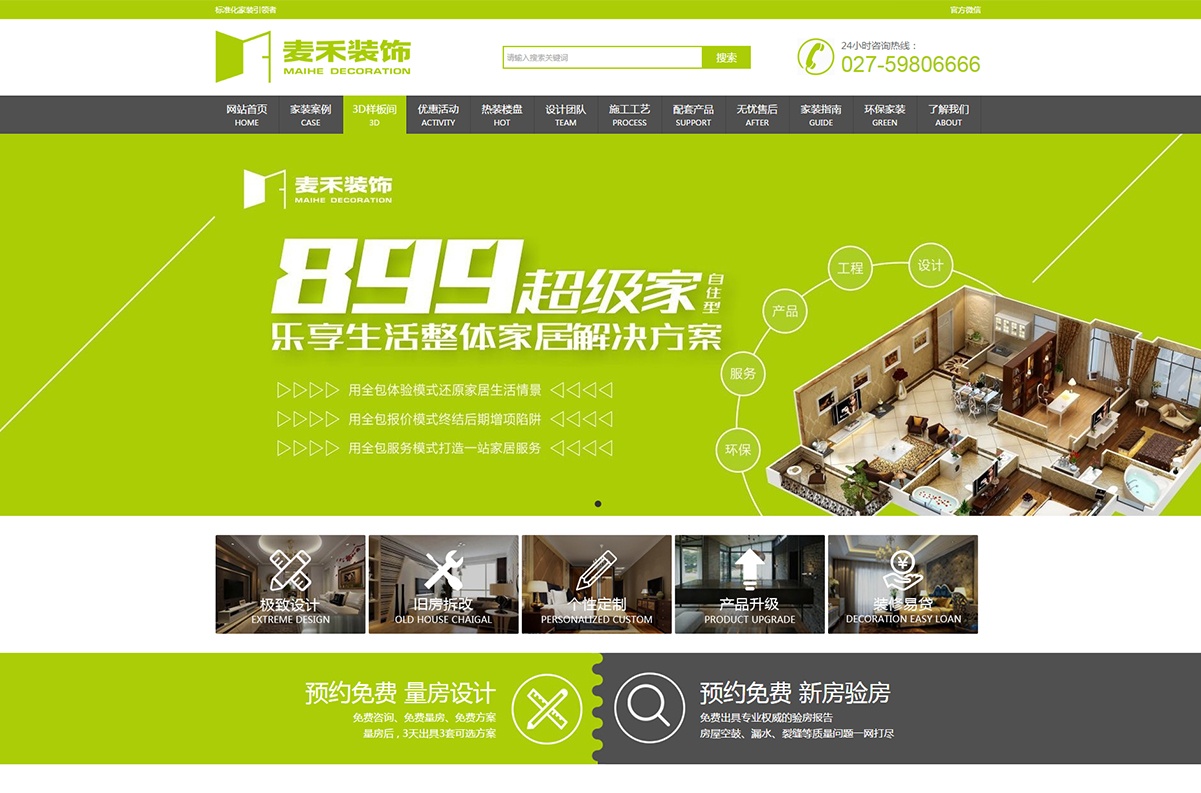 标准化家装引领者
官方微信
麦禾装饰
MAIHE DECORATION
请输入搜索关键词
搜索
24小时咨询热线：
027-59806666
网站首页
HOME
家装案例
CASE
3D样板间
3D
优惠活动
ACTIVITY
热装楼盘
HOT
设计团队
TEAM
施工工艺
PROCESS
配套产品
SUPPORT
无忧售后
AFTER
家装指南
GUIDE
环保家装
GREEN
了解我们
ABOUT
麦禾装饰
MAIHE DECORATION
899超级家 自住型
乐享生活整体家居解决方案
用全包体验模式还原家居生活情景
用全包报价模式终结后期增项陷阱
用全包服务模式打造一站家居服务
设计
工程
产品
服务
环保
极致设计
EXTREME DESIGN
旧房拆改
OLD HOUSE CHAIGAL
个性定制
PERSONALIZED CUSTOM
产品升级
PRODUCT UPGRADE
装修易贷
DECORATION EASY LOAN
预约免费 量房设计
免费咨询、免费量房、免费方案
量房后，3天出具3套可选方案
预约免费 新房验房
免费出具专业权威的验房报告
房屋空鼓、漏水、裂缝等质量问题一网打尽